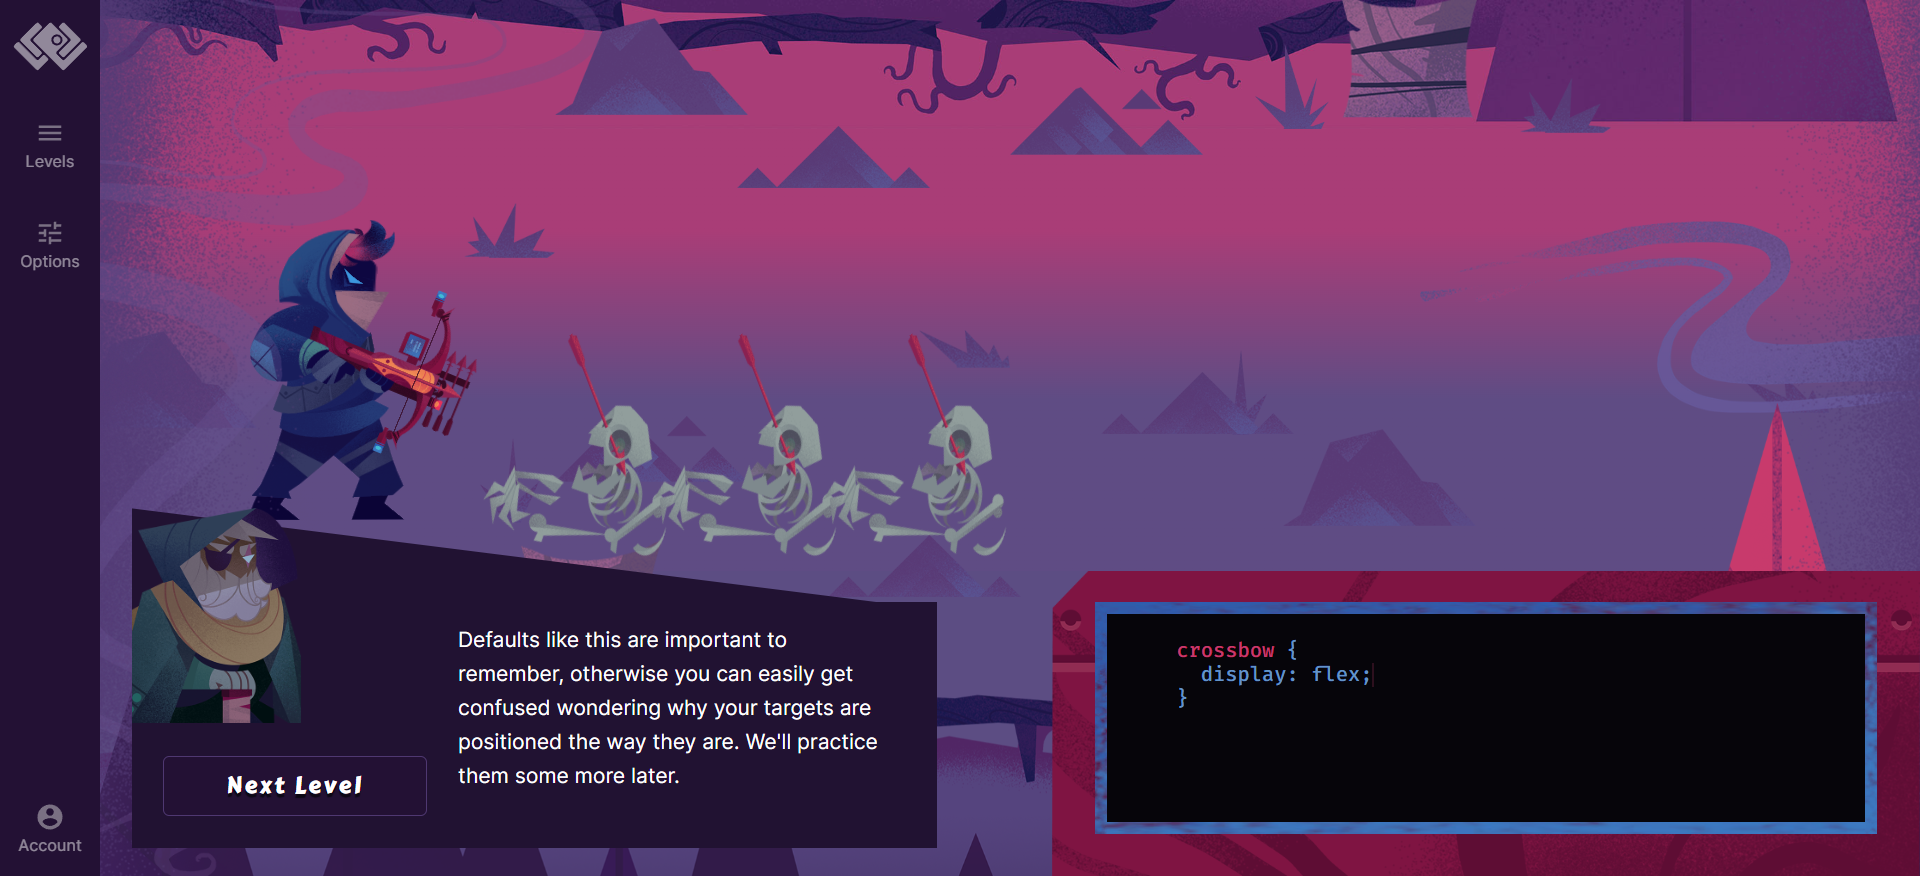 Levels
Options
Defaults like this are important to
remember, otherwise you can easily get
confused wondering why your targets are
positioned the way they are. We'll practice
them some more later.
Next Level
crossbow {
display: flex;
}
Account